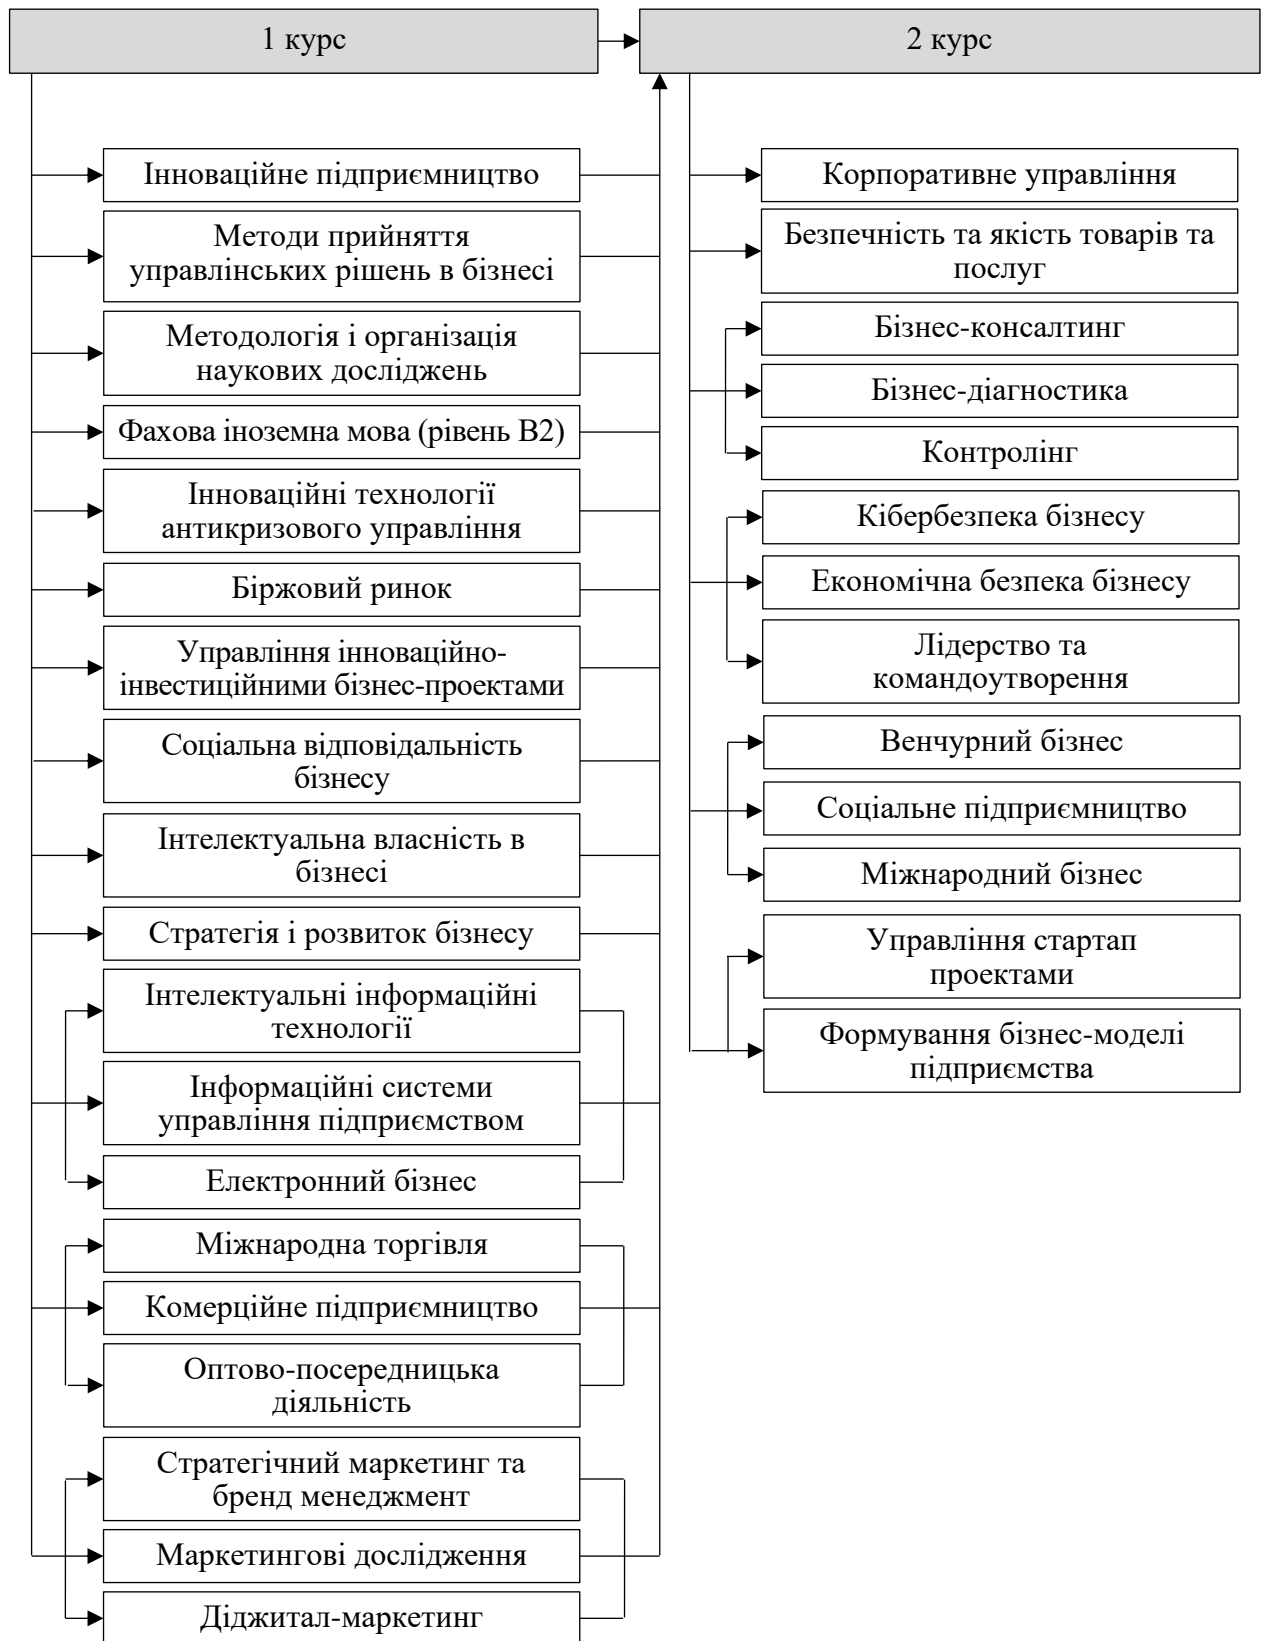 1 курс
2 курс
Інноваційне підприємництво
Методи прийняття
управлінських рішень в бізнесі
Методологія і організація
наукових досліджень
Фахова іноземна мова (рівень В2)
Інноваційні технології
антикризового управління
Біржовий ринок
Управління інноваційно-
інвестиційними бізнес-проектами
Соціальна відповідальність
бізнесу
Інтелектуальна власність в
бізнесі
Стратегія і розвиток бізнесу
Інтелектуальні інформаційні
технології
Інформаційні системи
управління підприємством
Електронний бізнес
Міжнародна торгівля
Комерційне підприємництво
Оптово-посередницька
діяльність
Стратегічний маркетинг та
бренд менеджмент
Маркетингові дослідження
Діджитал-маркетинг
Корпоративне управління
Безпечність та якість товарів та
послуг
Бізнес-консалтинг
Бізнес-діагностика
Контролінг
Кібербезпека бізнесу
Економічна безпека бізнесу
Лідерство та
командоутворення
Венчурний бізнес
Соціальне підприємництво
Міжнародний бізнес
Управління стартап
проектами
Формування бізнес-моделі
підприємства